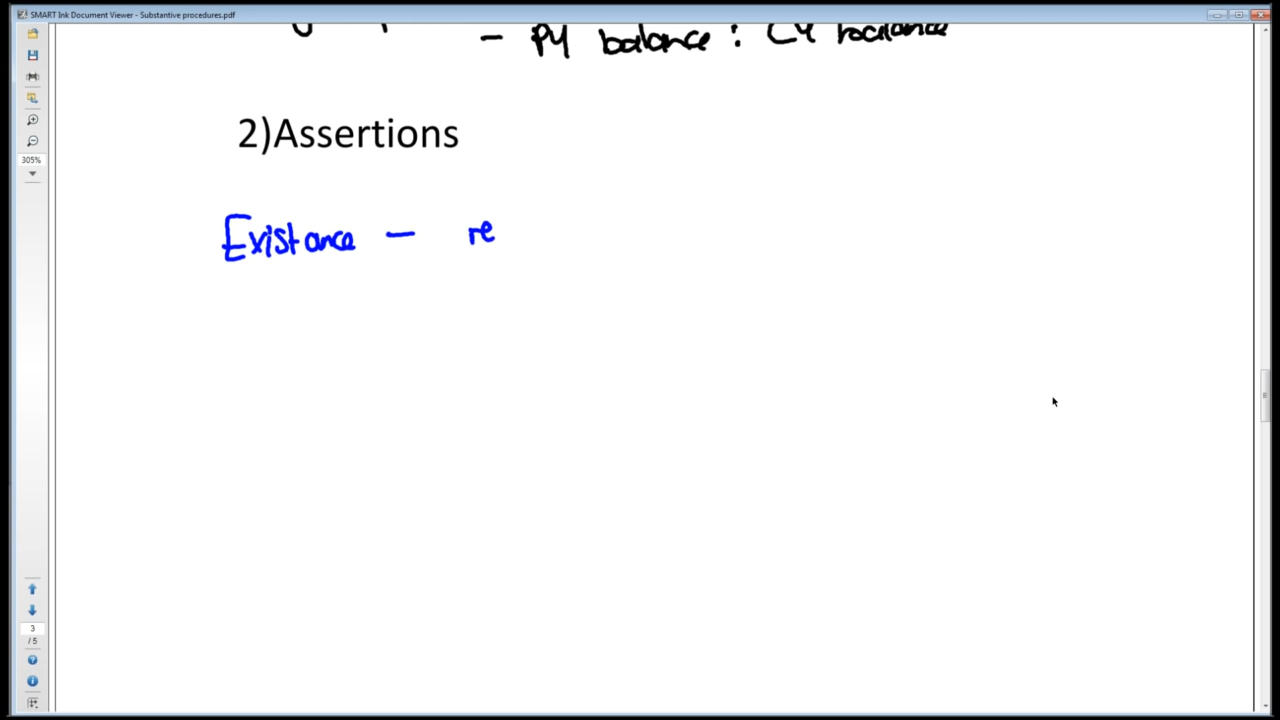 SMART Ink Document Viewer - Substantive procedures.pdf
- PY balance : CY balance
2)Assertions
Existance - re
305%
3
/ 5